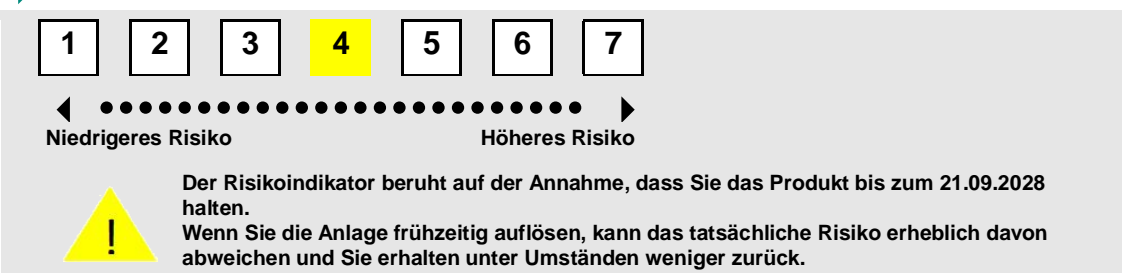 1 2 3 4 5 6 7
Niedrigeres Risiko Höheres Risiko
Der Risikoindikator beruht auf der Annahme, dass Sie das Produkt bis zum 21.09.2028
halten.
Wenn Sie die Anlage frühzeitig auflösen, kann das tatsächliche Risiko erheblich davon
abweichen und Sie erhalten unter Umständen weniger zurück.
!